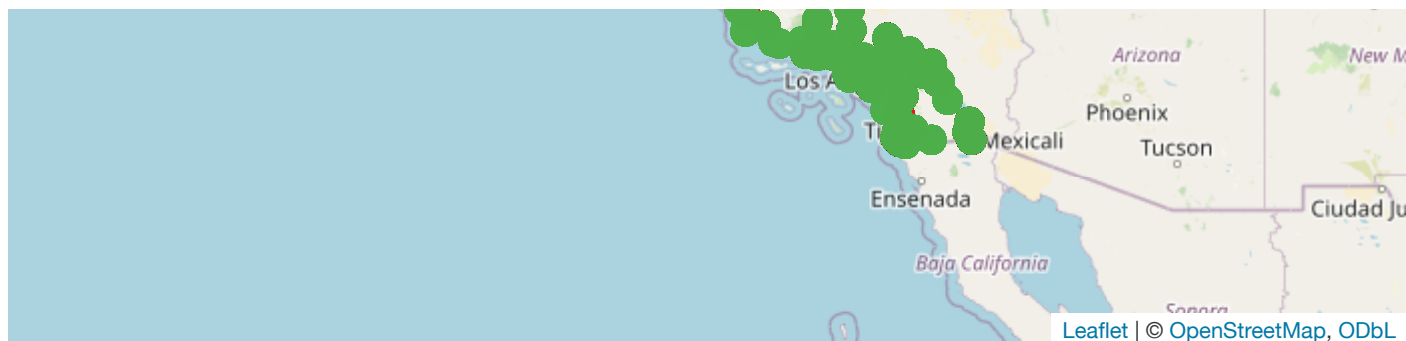 Arizona
New M
Los A
Phoenix
Ti
Mexicali
Tucson
Ensenada
Ciudad Ju
Baja California
Sonora
Leaflet | © OpenStreetMap, ODbL